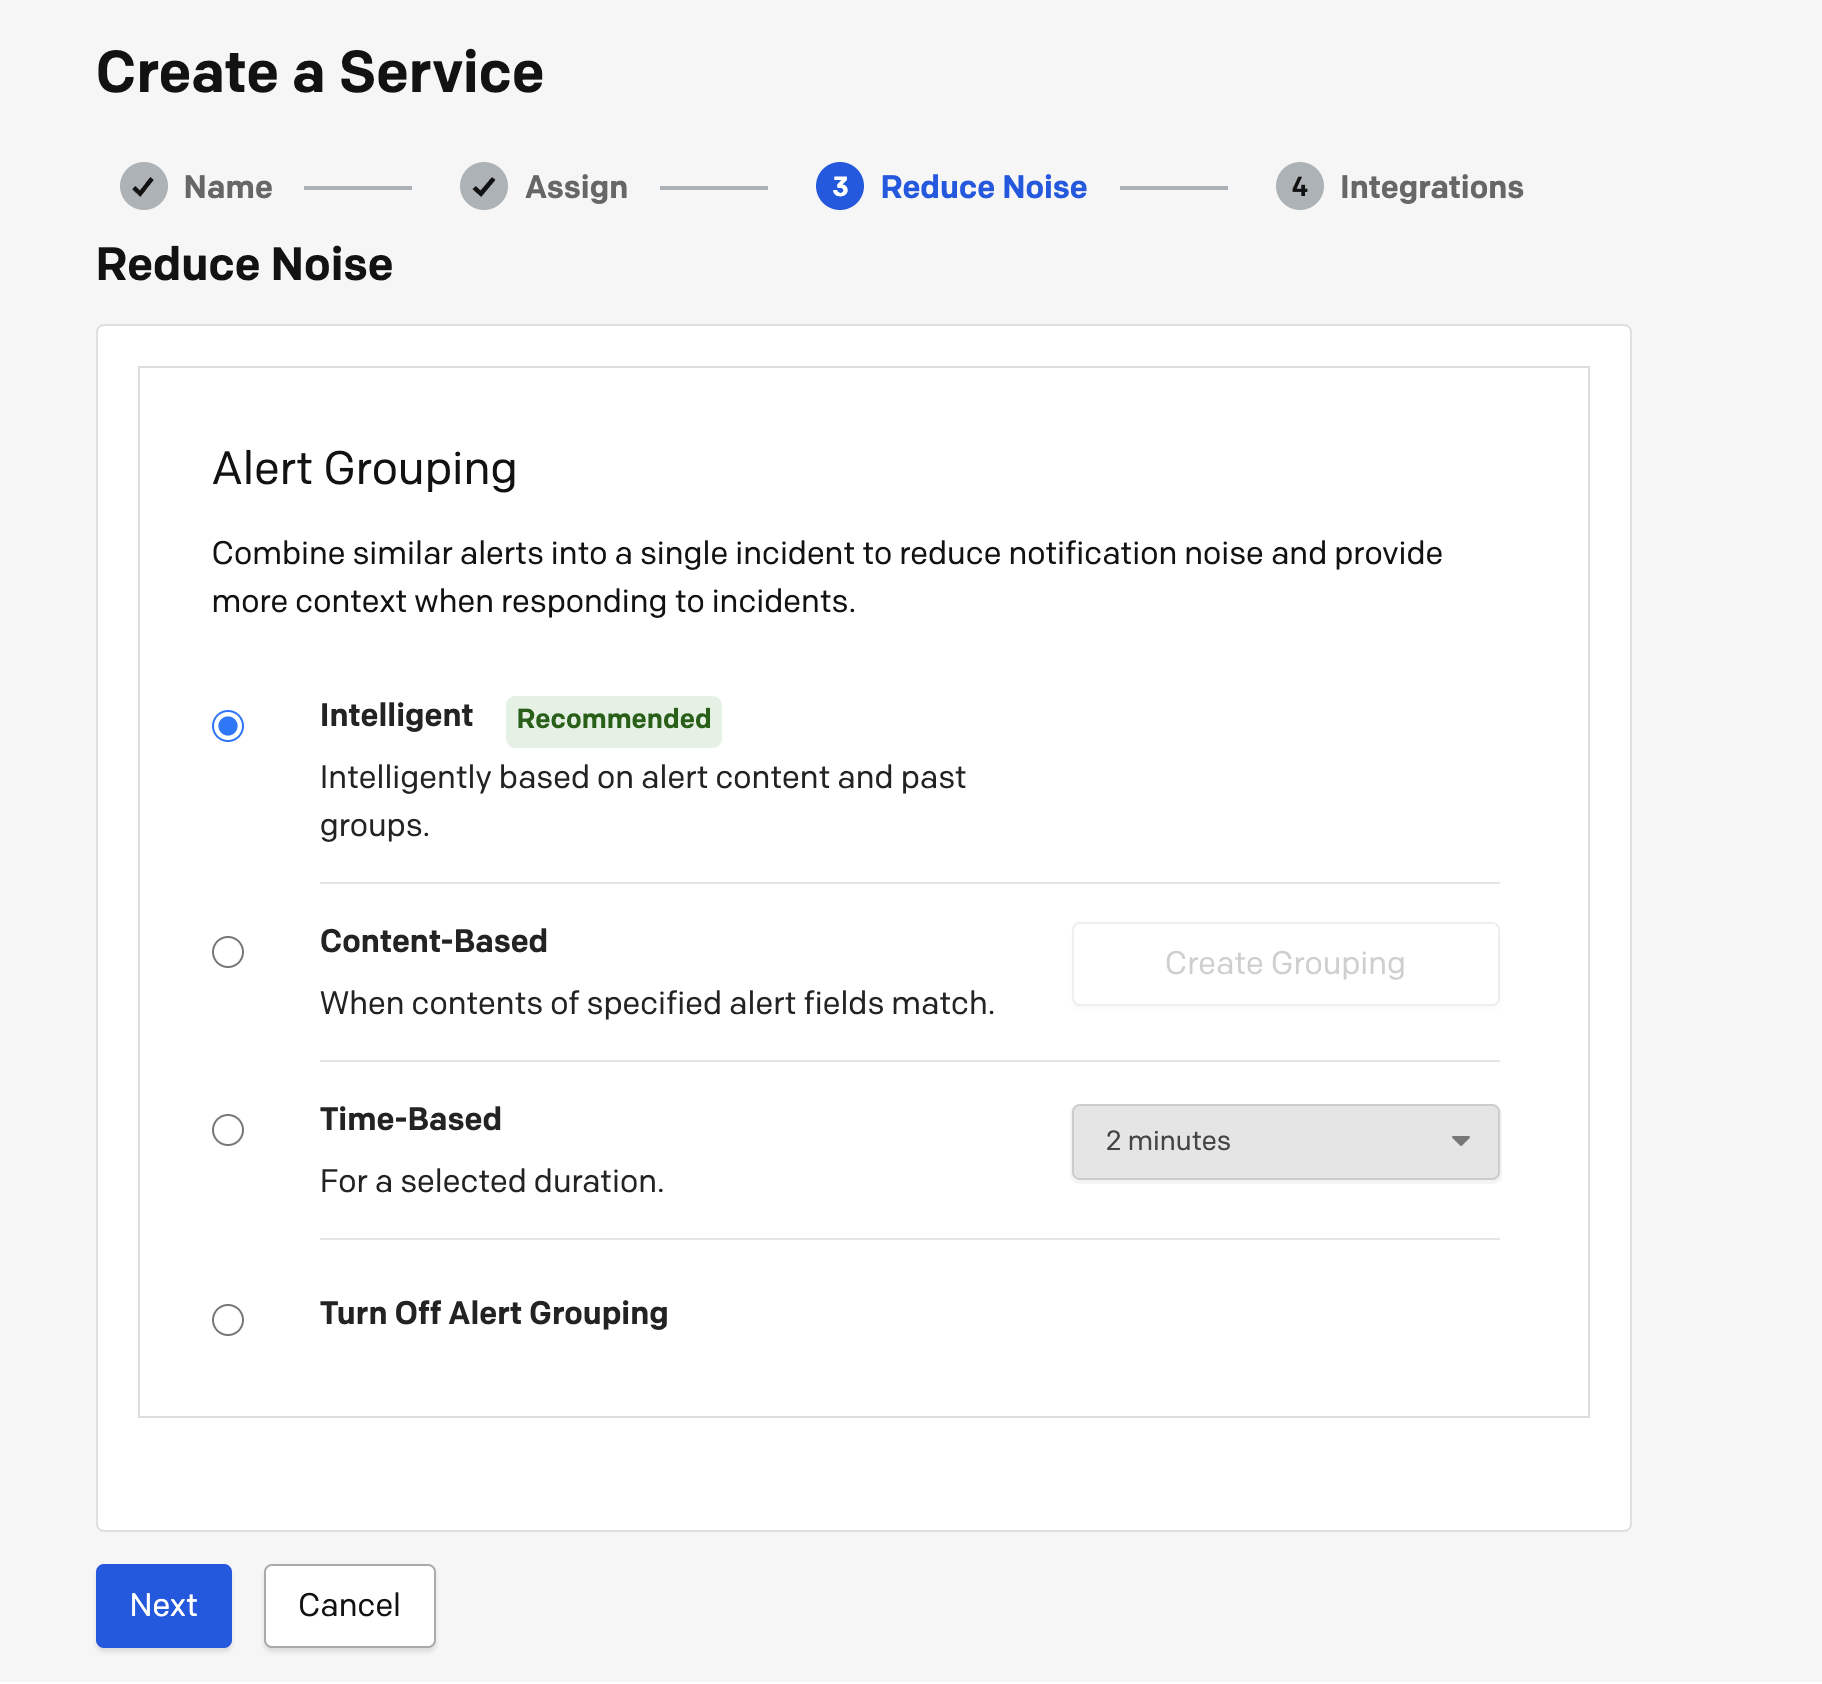 Create a Service
Name
Assign
3 Reduce Noise
4 Integrations
Reduce Noise
Alert Grouping
Combine similar alerts into a single incident to reduce notification noise and provide
more context when responding to incidents.
Intelligent Recommended
Intelligently based on alert content and past
groups.
Content-Based
When contents of specified alert fields match.
Create Grouping
Time-Based
For a selected duration.
2 minutes
Turn Off Alert Grouping
Next
Cancel